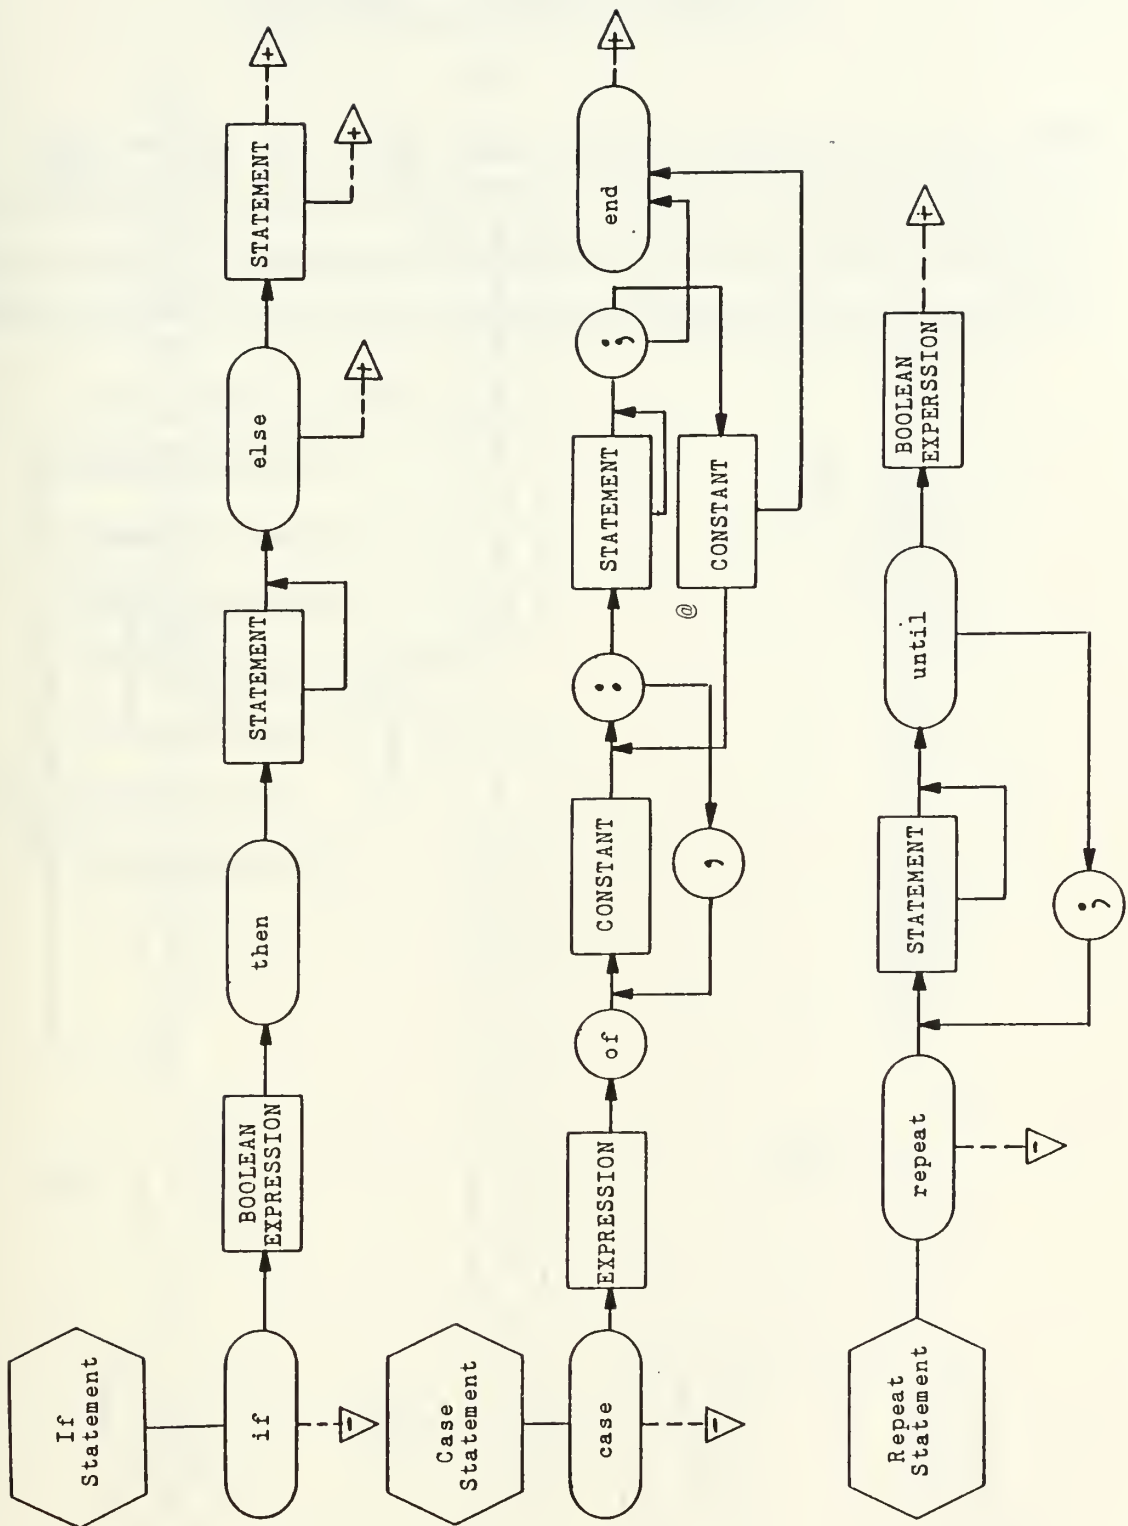 If
Statement
if
-
BOOLEAN
EXPRESSION
then
STATEMENT
else
+
STATEMENT
+
+
Case
Statement
case
-
EXPRESSION
of
CONSTANT
,
:
STATEMENT
@
CONSTANT
;
end
+
Repeat
Statement
repeat
-
STATEMENT
;
until
BOOLEAN
EXPERSSION
+